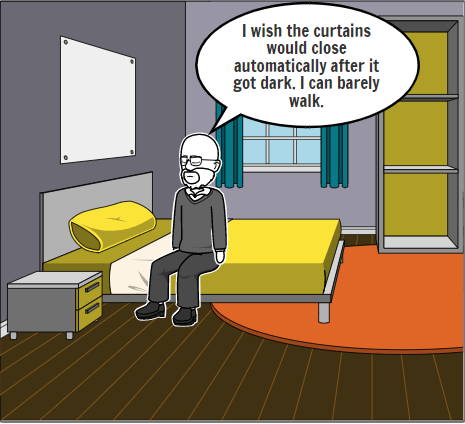 I wish the curtains
would close
automatically after it
got dark. I can barely
walk.